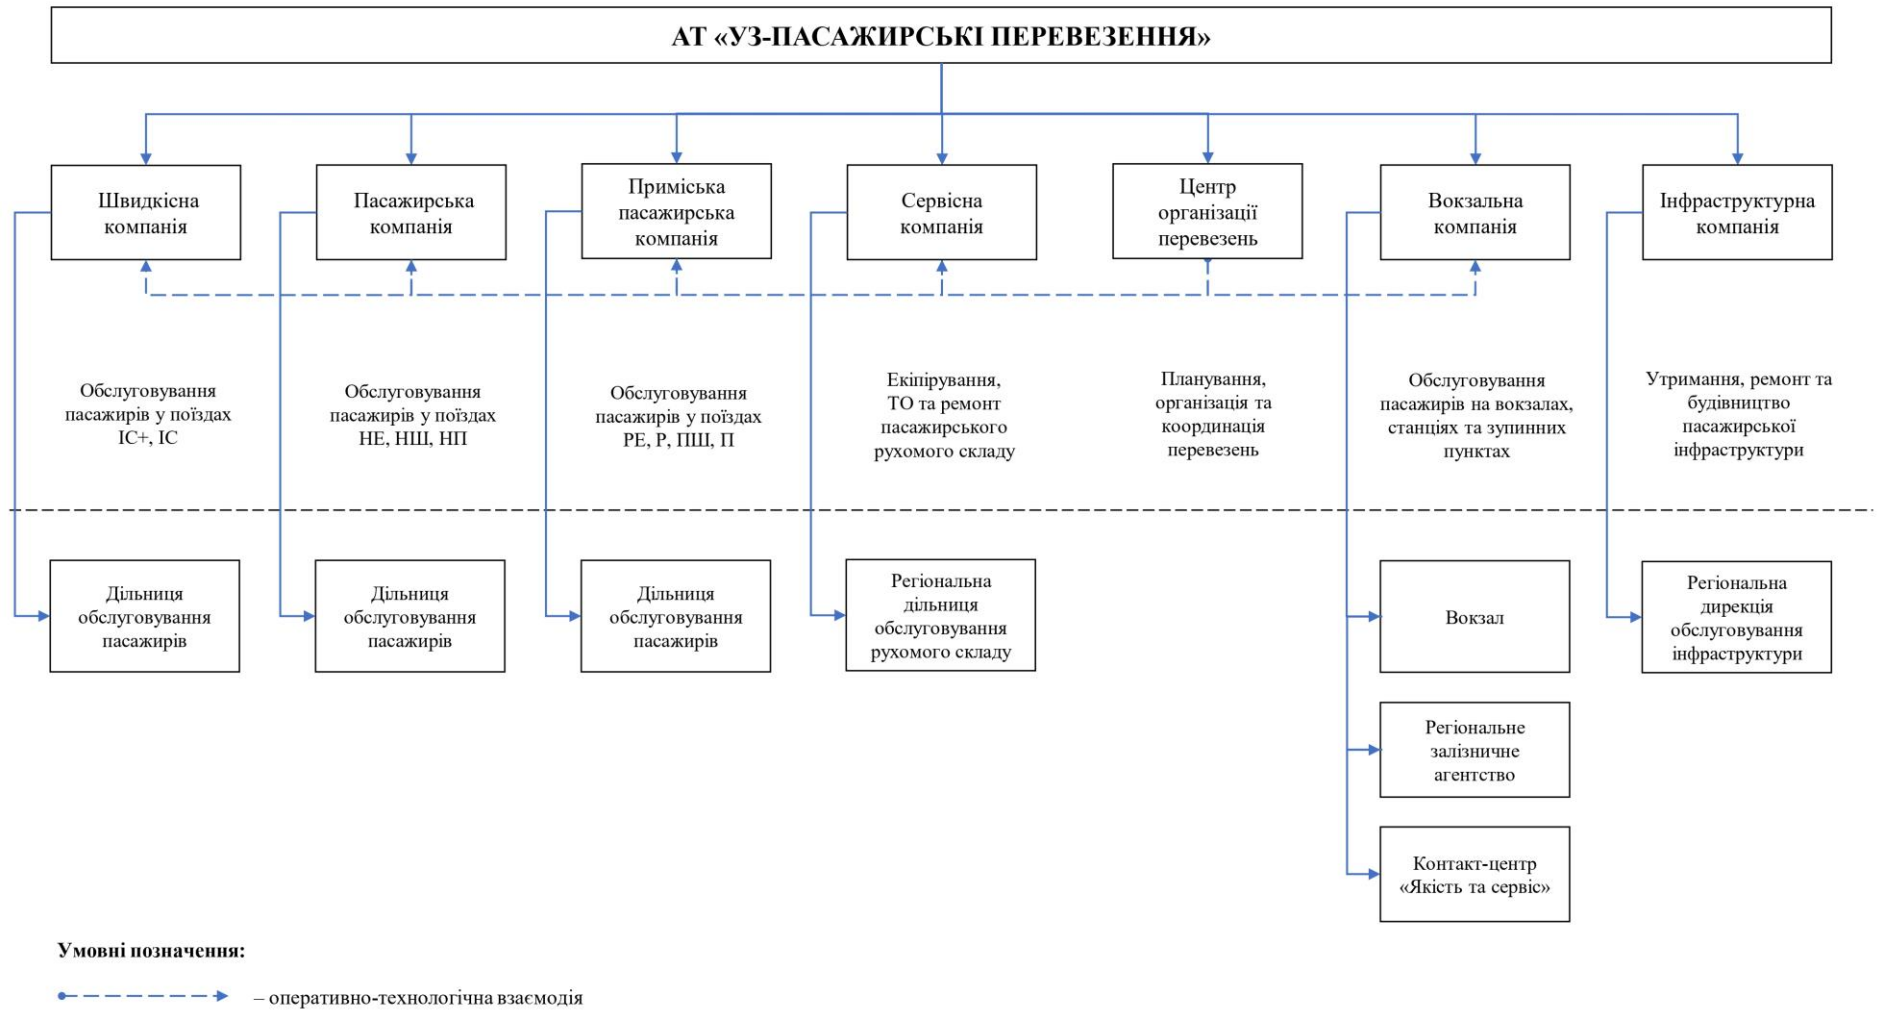 АТ «УЗ-ПАСАЖИРСЬКІ ПЕРЕВЕЗЕННЯ»
Швидкісна
компанія
Пасажирська
компанія
Приміська
пасажирська
компанія
Сервісна
компанія
Центр
організації
перевезень
Вокзальна
компанія
Інфраструктурна
компанія
Обслуговування
пасажирів у поїздах
ІС+, ІС
Обслуговування
пасажирів у поїздах
НЕ, НШ, НП
Обслуговування
пасажирів у поїздах
РЕ, Р, ПШ, П
Екіпірування,
ТО та ремонт
пасажирського
рухомого складу
Планування,
організація та
координація
перевезень
Обслуговування
пасажирів на вокзалах,
станціях та зупинних
пунктах
Утримання, ремонт та
будівництво
пасажирської
інфраструктури
Дільниця
обслуговування
пасажирів
Дільниця
обслуговування
пасажирів
Дільниця
обслуговування
пасажирів
Регіональна
дільниця
обслуговування
рухомого складу
Вокзал
Регіональна
дирекція
обслуговування
інфраструктури
Регіональне
залізничне
агентство
Контакт-центр
«Якість та сервіс»
Умовні позначення:
– оперативно-технологічна взаємодія